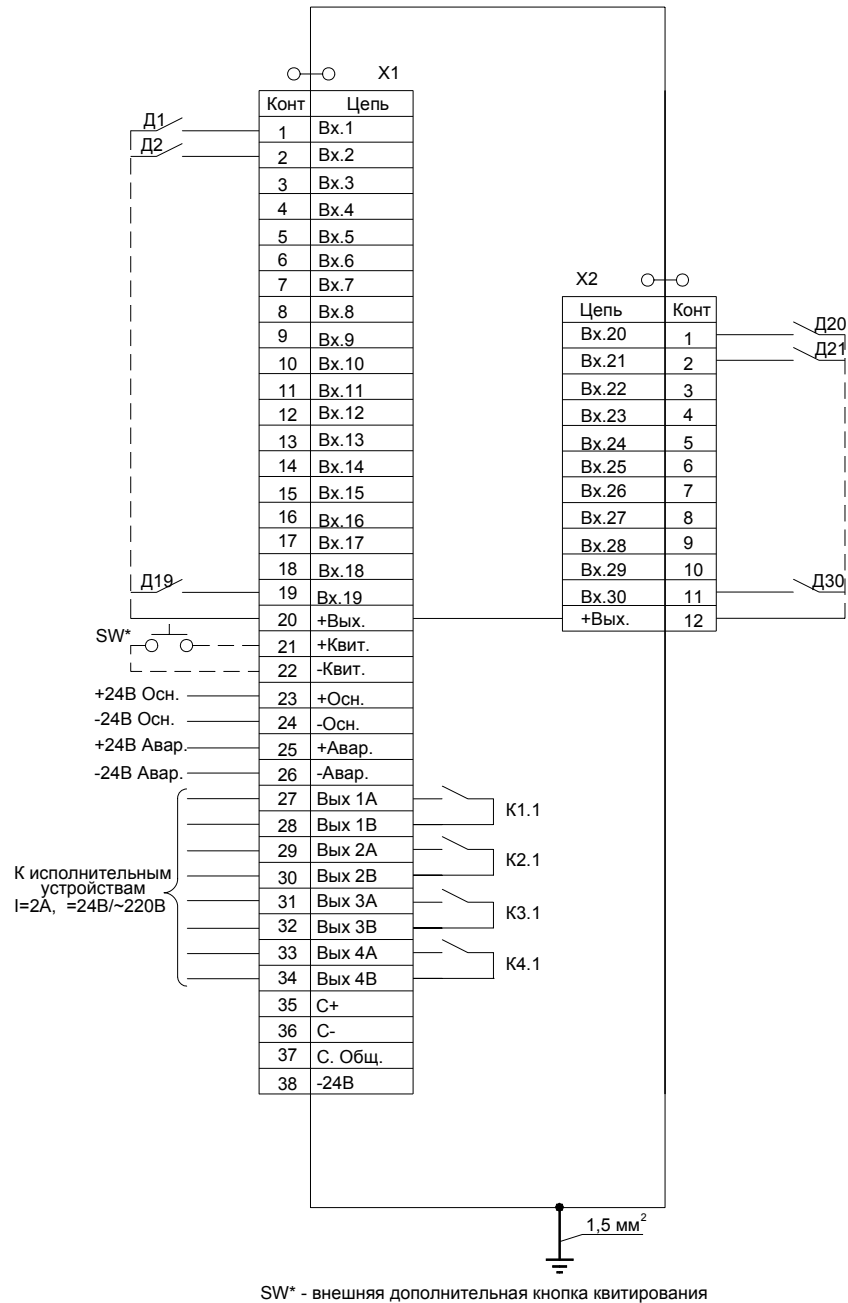 X1
Конт Цепь
Д1
1 Вх.1
Д2
2 Вх.2
3 Вх.3
4 Вх.4
5 Вх.5
6 Вх.6
7 Вх.7
8 Вх.8
9 Вх.9
10 Вх.10
11 Вх.11
12 Вх.12
13 Вх.13
14 Вх.14
15 Вх.15
16 Вх.16
17 Вх.17
18 Вх.18
Д19
19 Вх.19
20 +Вых.
SW*
21 +Квит.
22 -Квит.
+24В Осн. 23 +Осн.
-24В Осн. 24 -Осн.
+24В Авар. 25 +Авар.
-24В Авар. 26 -Авар.
27 Вых 1А
К1.1
28 Вых 1В
29 Вых 2А
К2.1
30 Вых 2В
31 Вых 3А
К3.1
32 Вых 3В
33 Вых 4А
К4.1
34 Вых 4В
К исполнительным
устройствам
I=2А, =24В/~220В
35 С+
36 С-
37 С. Общ.
38 -24В
X2
Цепь Конт
Вх.20 1
Д20
Вх.21 2
Д21
Вх.22 3
Вх.23 4
Вх.24 5
Вх.25 6
Вх.26 7
Вх.27 8
Вх.28 9
Вх.29 10
Вх.30 11
Д30
+Вых. 12
1,5 мм²
SW* - внешняя дополнительная кнопка квитирования